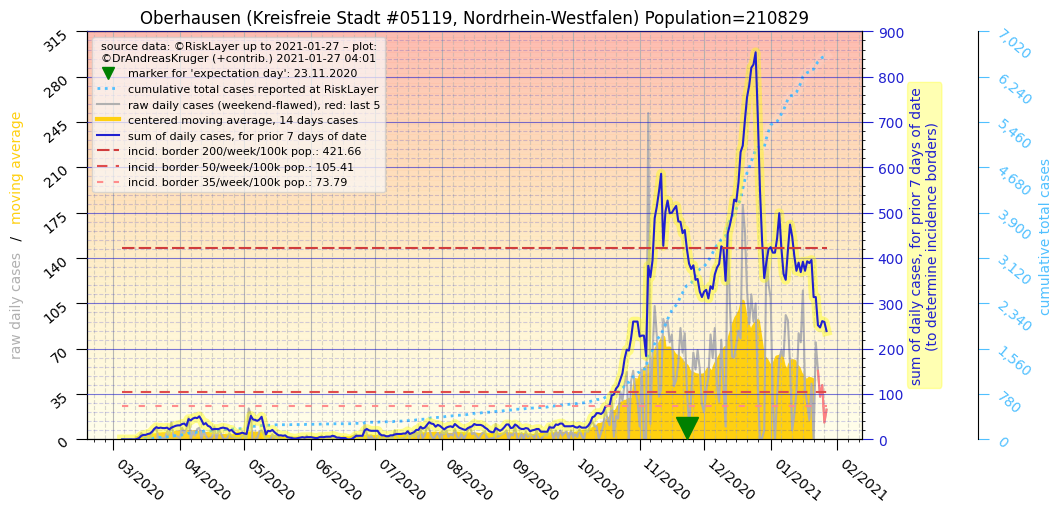 Oberhausen (Kreisfreie Stadt #05119, Nordrhein-Westfalen) Population=210829
source data: ©RiskLayer up to 2021-01-27 – plot:
©DrAndreasKruger (+contrib.) 2021-01-27 04:01
marker for 'expectation day': 23.11.2020
cumulative total cases reported at RiskLayer
raw daily cases (weekend-flawed), red: last 5
centered moving average, 14 days cases
sum of daily cases, for prior 7 days of date
incid. border 200/week/100k pop.: 421.66
incid. border 50/week/100k pop.: 105.41
incid. border 35/week/100k pop.: 73.79
raw daily cases / moving average
315
280
245
210
175
140
105
70
35
0
03/2020
04/2020
05/2020
06/2020
07/2020
08/2020
09/2020
10/2020
11/2020
12/2020
01/2021
02/2021
900
800
700
600
500
400
300
200
100
0
sum of daily cases, for prior 7 days of date
(to determine incidence borders)
7,020
6,240
5,460
4,680
3,900
3,120
2,340
1,560
780
0
cumulative total cases